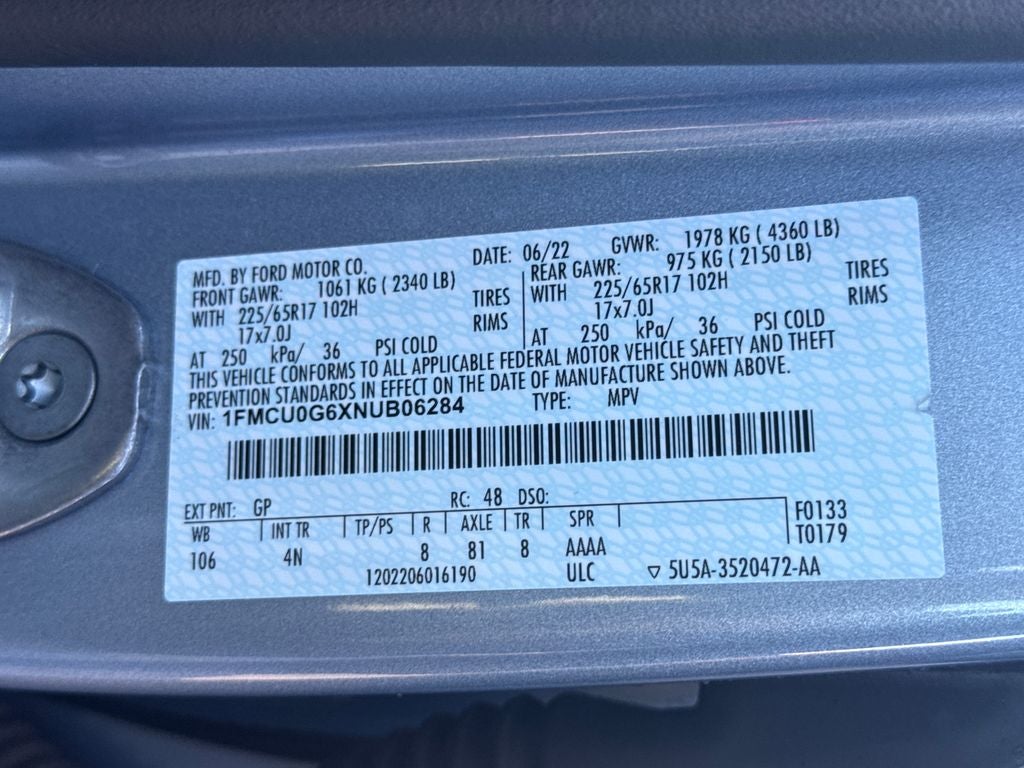 MFD. BY FORD MOTOR CO. DATE: 06/22 GVWR: 1978 KG ( 4360 LB)
FRONT GAWR: 1061 KG ( 2340 LB) REAR GAWR: 975 KG ( 2150 LB)
WITH 225/65R17 102H TIRES WITH 225/65R17 102H TIRES
17x7.0J RIMS 17x7.0J RIMS
AT 250 kPa/ 36 PSI COLD AT 250 kPa/ 36 PSI COLD
THIS VEHICLE CONFORMS TO ALL APPLICABLE FEDERAL MOTOR VEHICLE SAFETY AND THEFT
PREVENTION STANDARDS IN EFFECT ON THE DATE OF MANUFACTURE SHOWN ABOVE.
VIN: 1FMCU0G6XNUB06284 TYPE: MPV
EXT PNT: GP RC: 48 DSO: F0133
WB INT TR TP/PS R AXLE TR SPR T0179
106 4N 8 81 8 AAAA
1202206016190 ULC ▽ 5U5A-3520472-AA